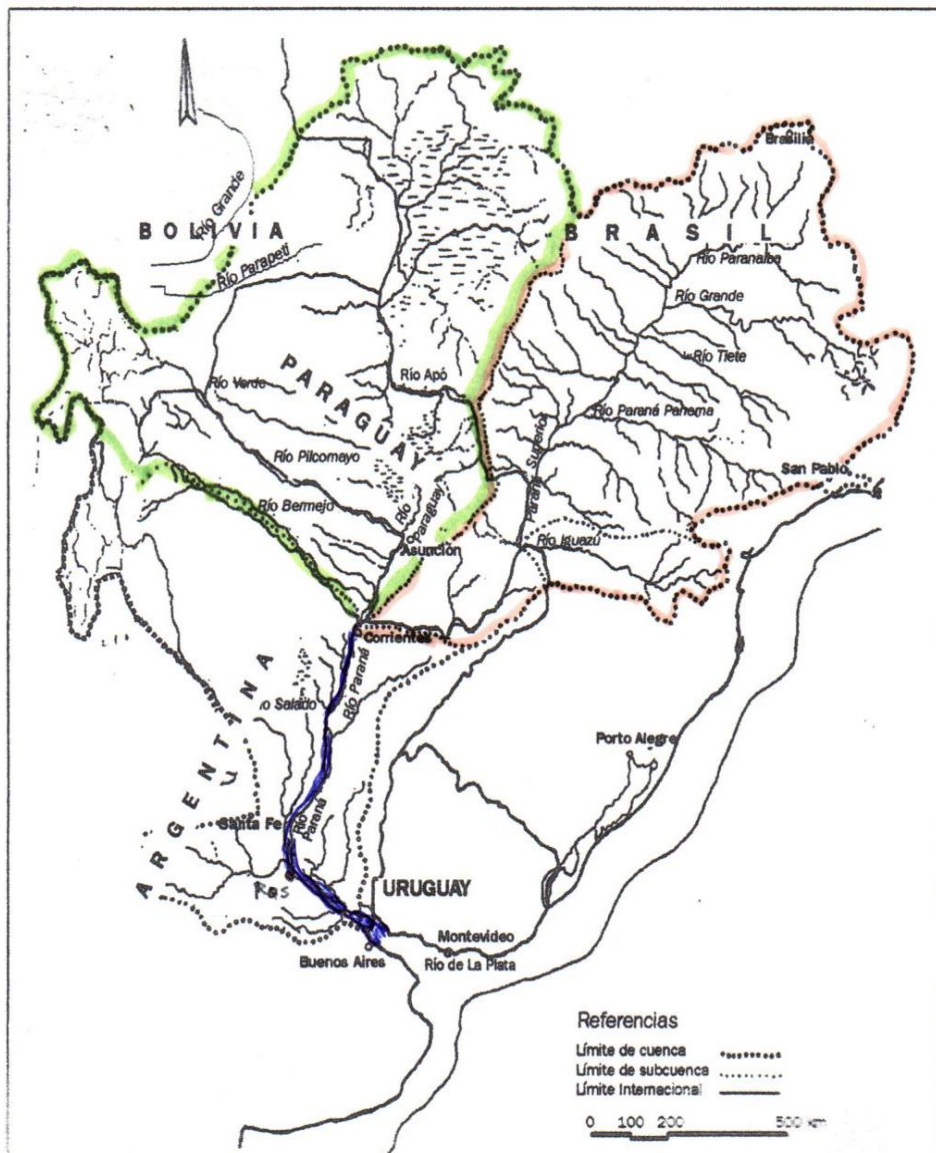 Brasilia
BOLIVIA
Río Grande
BRASIL
Río Parapetí
Río Paranaíba
Río Grande
PARAGUAY
Río Tiete
Río Apó
Río Verde
Río Paraná Panema
Paraná Superior
Río Pilcomayo
San Pablo
Río Bermejo
Río Paraguay
Río Iguazú
Asunción
Corrientes
ARGENTINA
Río Paraná
ío Salado
Porto Alegre
Santa Fe
Río Paraná
Ros
URUGUAY
Montevideo
Buenos Aires
Río de La Plata
Referencias
Límite de cuenca
Límite de subcuenca
Límite Internacional
0 100 200 500 km